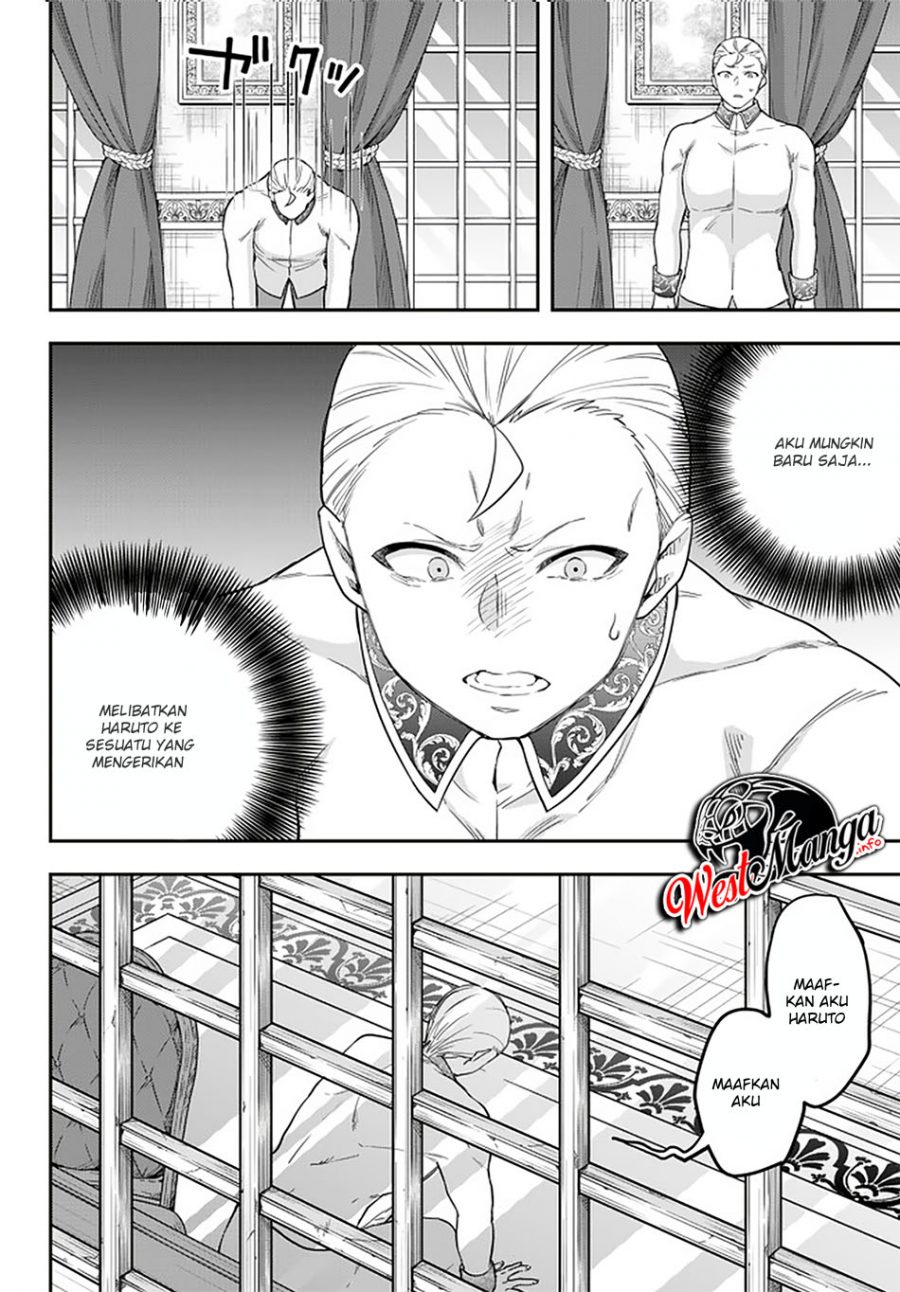 ガクッ
AKU MUNGKIN
BARU SAJA...
MELIBATKAN
HARUTO KE
SESUATU YANG
MENGERIKAN
WestManga
.info
MAAF-
KAN AKU
HARUTO
MAAFKAN
AKU